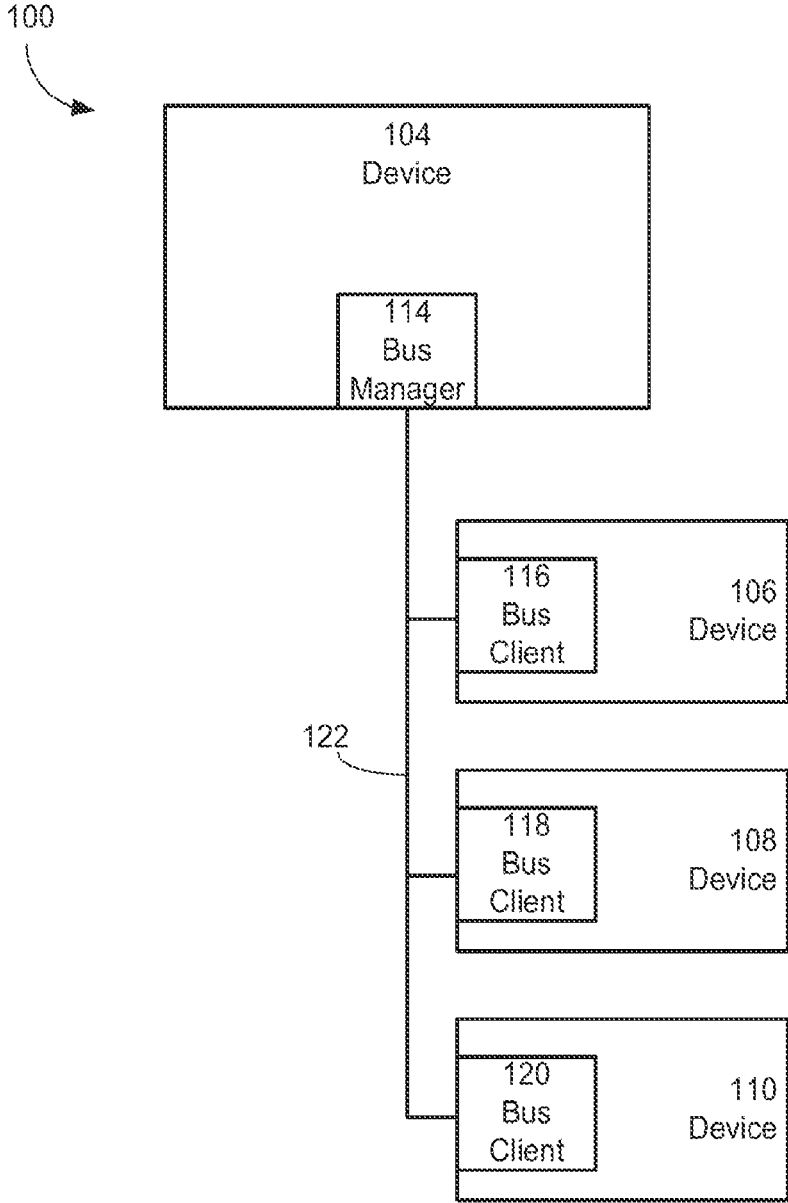 100
104
Device
114
Bus
Manager
116
Bus
Client
106
Device
122
118
Bus
Client
108
Device
120
Bus
Client
110
Device